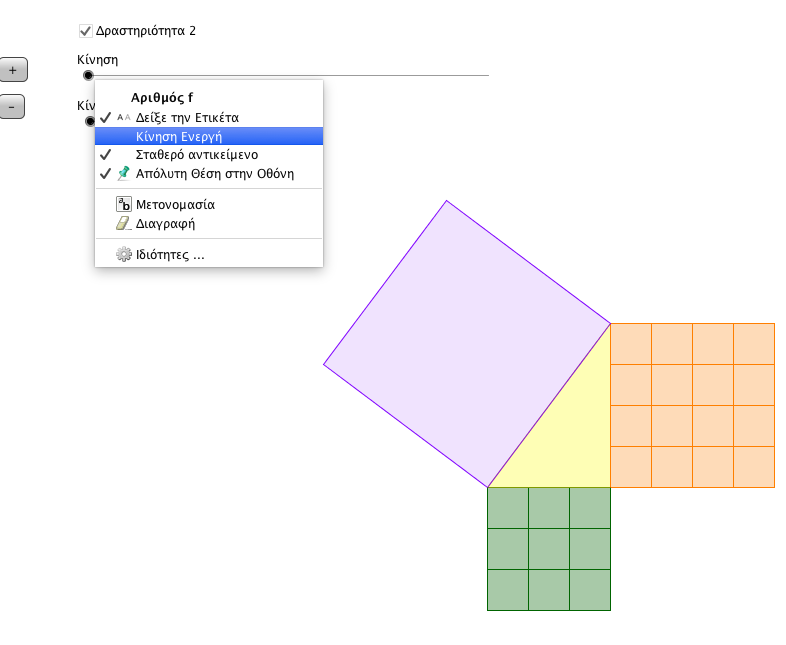 Δραστηριότητα 2
Κίνηση
+
Κίν
-
Αριθμός f
Δείξε την Ετικέτα
Κίνηση Ενεργή
Σταθερό αντικείμενο
Απόλυτη Θέση στην Οθόνη
Μετονομασία
Διαγραφή
Ιδιότητες ...